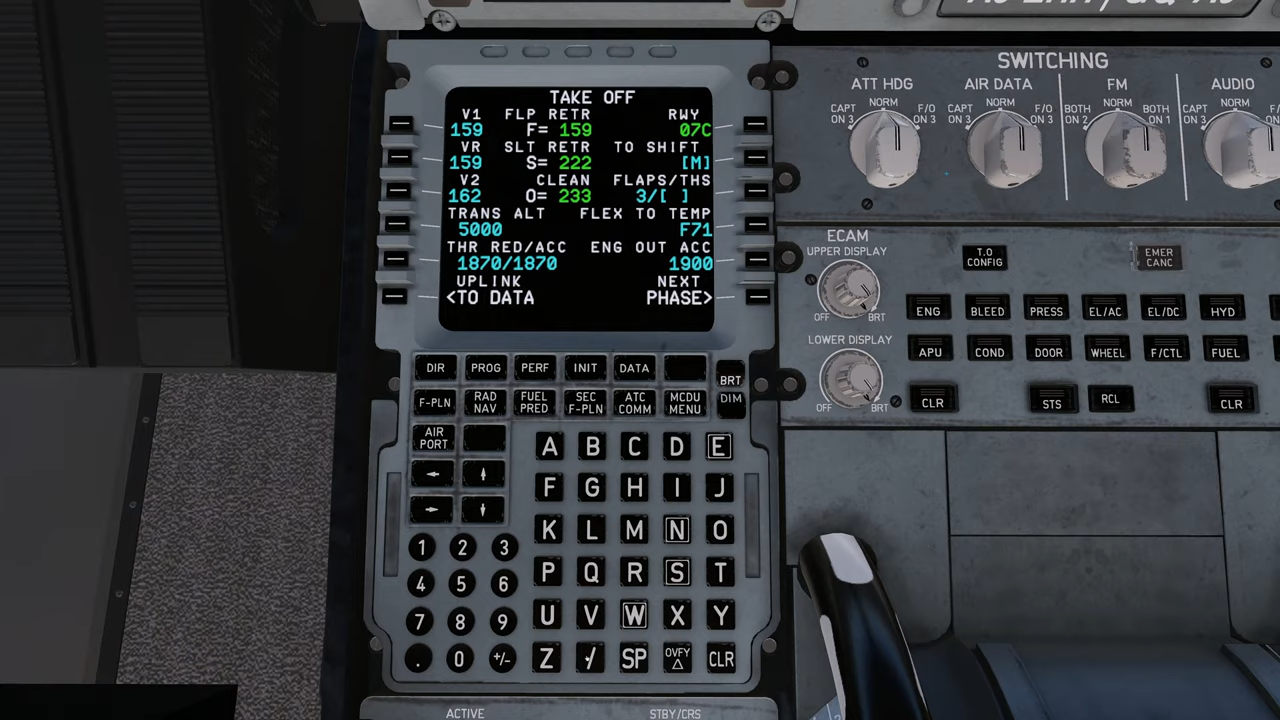 TAKE OFF
V1 FLP RETR RWY
159 F= 159 07C
VR SLT RETR TO SHIFT
159 S= 222 [M]
V2 CLEAN FLAPS/THS
162 O= 233 3/[ ]
TRANS ALT FLEX TO TEMP
5000 F71
THR RED/ACC ENG OUT ACC
1870/1870 1900
UPLINK NEXT
<TO DATA PHASE>
DIR PROG PERF INIT DATA
BRT
F-PLN RAD NAV FUEL PRED SEC F-PLN ATC COMM MCDU MENU
DIM
AIR PORT
A B C D E
F G H I J
K L M N O
1 2 3
P Q R S T
4 5 6
U V W X Y
7 8 9
Z / SP OVFY Δ CLR
. 0 +/-
ACTIVE STBY/CRS
SWITCHING
ATT HDG AIR DATA FM AUDIO
CAPT ON 3 NORM F/O ON 3
CAPT ON 3 NORM F/O ON 3
BOTH ON 2 NORM BOTH ON 1
CAPT ON 3 NORM
ECAM
UPPER DISPLAY
OFF BRT
T.O CONFIG
EMER CANC
ENG BLEED PRESS EL/AC EL/DC HYD
LOWER DISPLAY
OFF BRT
APU COND DOOR WHEEL F/CTL FUEL
CLR STS RCL CLR